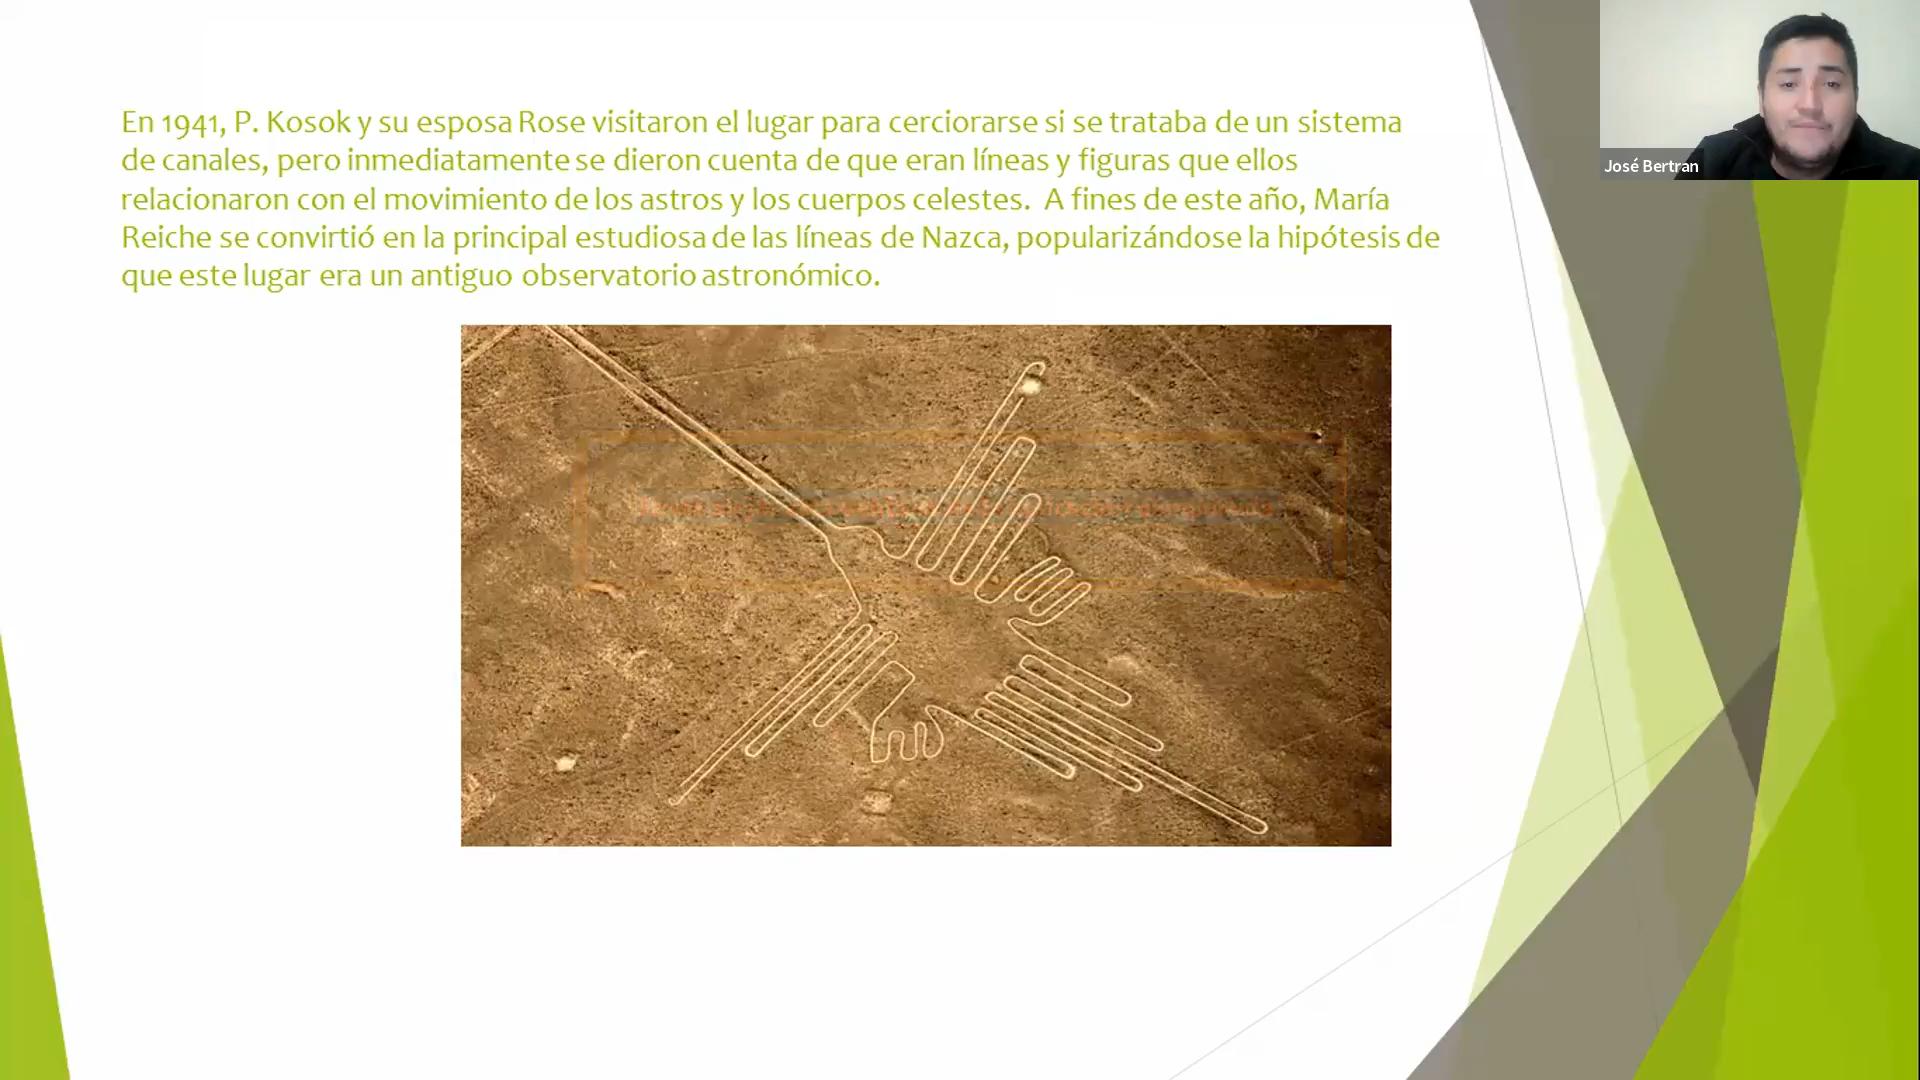 En 1941, P. Kosok y su esposa Rose visitaron el lugar para cerciorarse si se trataba de un sistema
de canales, pero inmediatamente se dieron cuenta de que eran líneas y figuras que ellos
relacionaron con el movimiento de los astros y los cuerpos celestes. A fines de este año, María
Reiche se convirtió en la principal estudiosa de las líneas de Nazca, popularizándose la hipótesis de
que este lugar era un antiguo observatorio astronómico.
José Bertran